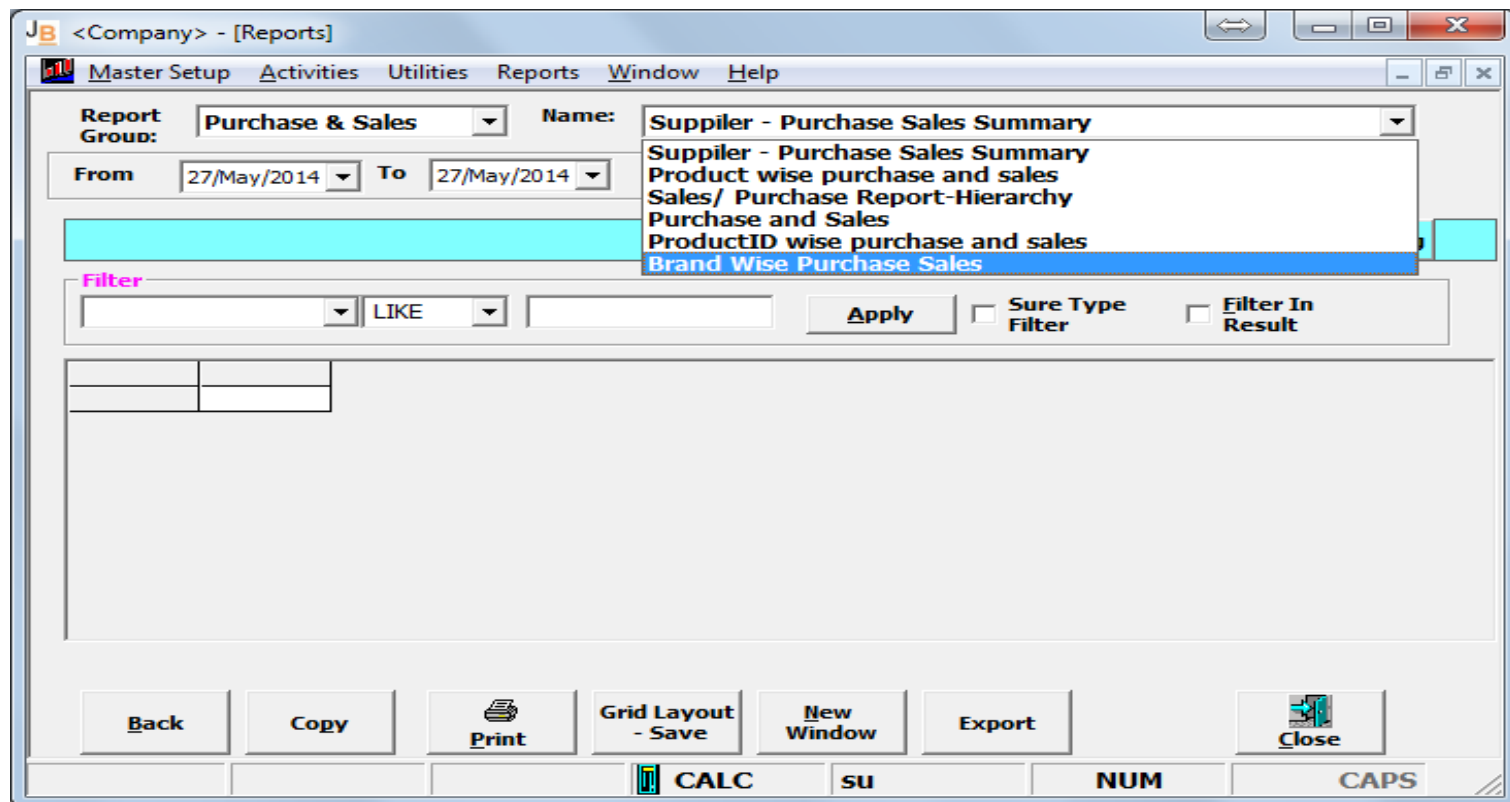 JB <Company> - [Reports]
Master Setup Activities Utilities Reports Window Help
Report Group: Purchase & Sales Name: Suppiler - Purchase Sales Summary
Suppiler - Purchase Sales Summary
From 27/May/2014 To 27/May/2014
Product wise purchase and sales
Sales/ Purchase Report-Hierarchy
Purchase and Sales
ProductID wise purchase and sales
Brand Wise Purchase Sales
Filter
LIKE Apply Sure Type Filter Filter In Result
Back Copy Print Grid Layout - Save New Window Export Close
CALC su NUM CAPS